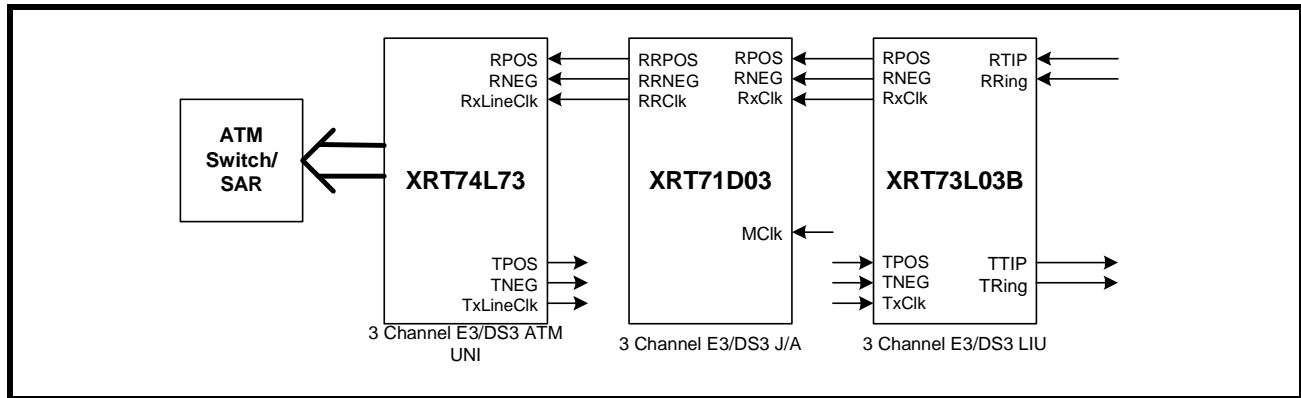 ATM
Switch/
SAR
RPOS
RNEG
RxLineClk
XRT74L73
TPOS
TNEG
TxLineClk
3 Channel E3/DS3 ATM
UNI
RRPOS RPOS
RRNEG RNEG
RRClk RxClk
XRT71D03
MClk
3 Channel E3/DS3 J/A
RPOS RTIP
RNEG RRing
RxClk
XRT73L03B
TPOS TTIP
TNEG TRing
TxClk
3 Channel E3/DS3 LIU